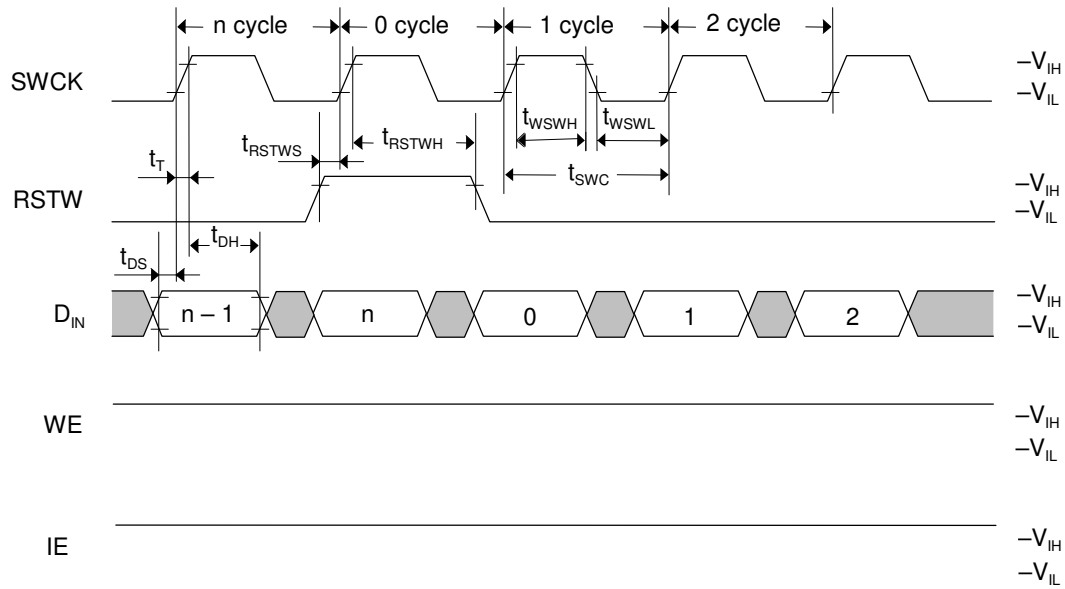 n cycle 0 cycle 1 cycle 2 cycle
SWCK
–V_IH
–V_IL
t_WSWH t_WSWL
t_RSTWS t_RSTWH
t_T
t_SWC
RSTW
–V_IH
–V_IL
t_DH
t_DS
D_IN
n – 1 n 0 1 2
–V_IH
–V_IL
WE
–V_IH
–V_IL
IE
–V_IH
–V_IL